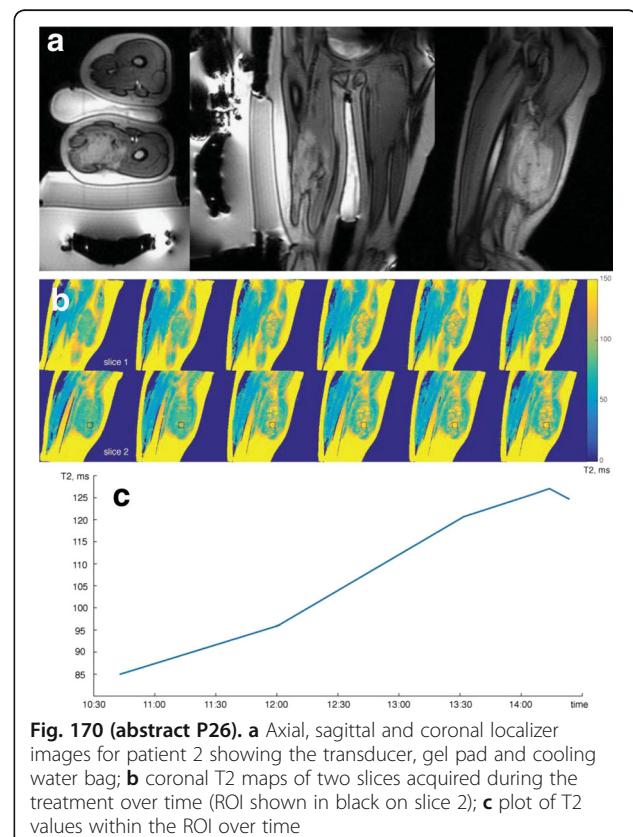 a
b
slice 1
slice 2
150
100
50
0
T2, ms
T2, ms
c
125
120
115
110
105
100
95
90
85
10:30 11:00 11:30 12:00 12:30 13:00 13:30 14:00 time
Fig. 170 (abstract P26). a Axial, sagittal and coronal localizer
images for patient 2 showing the transducer, gel pad and cooling
water bag; b coronal T2 maps of two slices acquired during the
treatment over time (ROI shown in black on slice 2); c plot of T2
values within the ROI over time